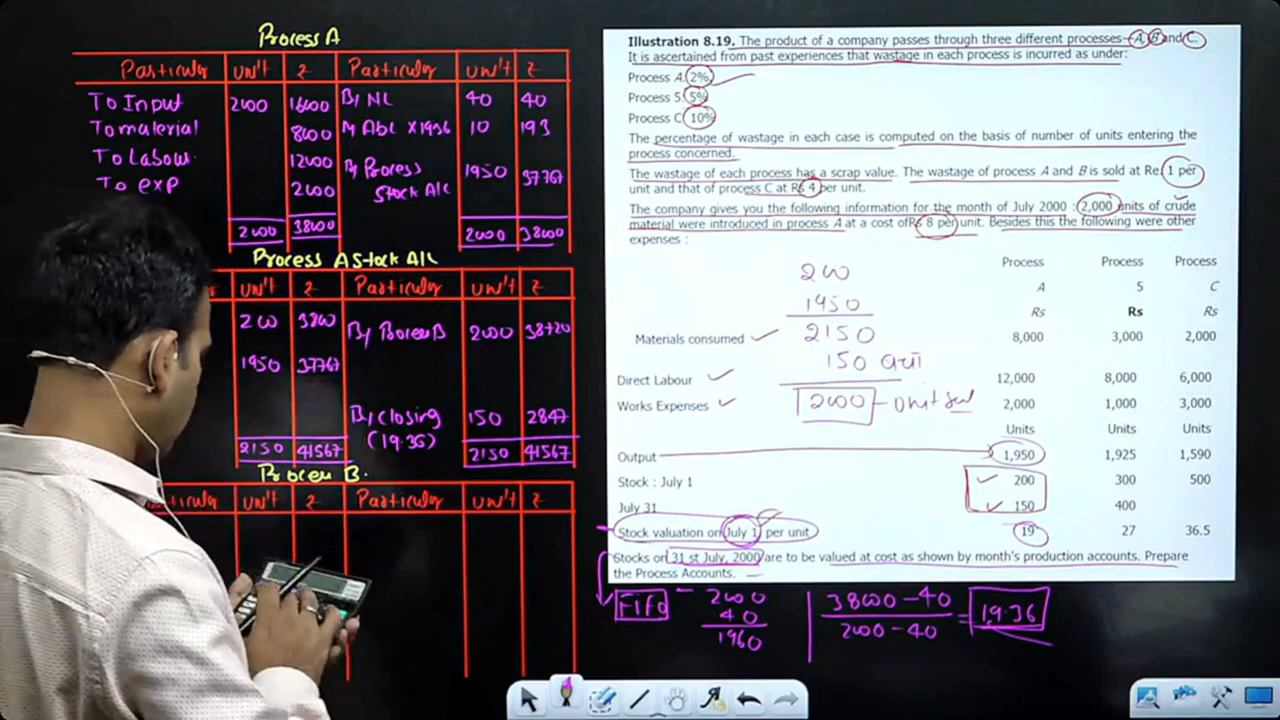 Process A
Particular Unit ₹ Particular Unit ₹
To Input 2000 16000 By NL 40 40
To material 8000 By Abl x 1936 10 193
To Labour 12000 By Process Stock A/c 1950 37767
To exp 2000
2000 38000 2000 38000
Process A Stock A/c
Unit ₹ Particular Unit ₹
200 3800 By Process B 2000 38720
1950 37767
By Closing 150 2847
(19.36)
2150 41567 2150 41567
Process B.
ticular Unit ₹ Particular Unit ₹
Illustration 8.19. The product of a company passes through three different processes—A, B and C.
It is ascertained from past experiences that wastage in each process is incurred as under:
Process A 2%
Process 5: 5%
Process C 10%
The percentage of wastage in each case is computed on the basis of number of units entering the
process concerned.
The wastage of each process has a scrap value. The wastage of process A and B is sold at Re. 1 per
unit and that of process C at Rs 4 per unit.
The company gives you the following information for the month of July 2000 : 2,000 units of crude
material were introduced in process A at a cost ofRs 8 per unit. Besides this the following were other
expenses :
Process Process Process
A 5 C
Rs Rs Rs
Materials consumed 8,000 3,000 2,000
Direct Labour 12,000 8,000 6,000
Works Expenses 2,000 1,000 3,000
Units Units Units
Output 1,950 1,925 1,590
Stock : July 1 200 300 500
July 31 150 400
Stock valuation on July 1 per unit 19 27 36.5
Stocks on 31 st July, 2000 are to be valued at cost as shown by month's production accounts. Prepare
the Process Accounts.
200
1950
2150
150
2000 - Unit
FIFO
2000
40
1960
38000 - 40
2000 - 40
= 19.36